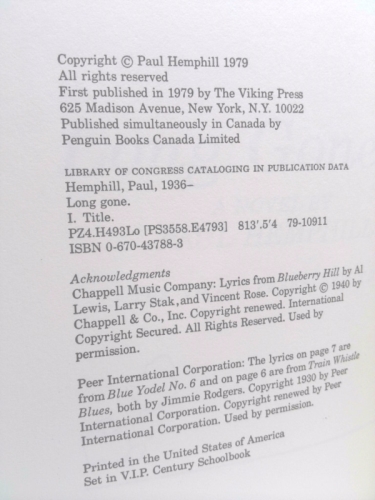 Copyright © Paul Hemphill 1979
All rights reserved
First published in 1979 by The Viking Press
625 Madison Avenue, New York, N.Y. 10022
Published simultaneously in Canada by
Penguin Books Canada Limited
LIBRARY OF CONGRESS CATALOGING IN PUBLICATION DATA
Hemphill, Paul, 1936–
Long gone.
I. Title.
PZ4.H493Lo [PS3558.E4793] 813'.5'4 79-10911
ISBN 0-670-43788-3
Acknowledgments
Chappell Music Company: Lyrics from Blueberry Hill by Al
Lewis, Larry Stak, and Vincent Rose. Copyright © 1940 by
Chappell & Co., Inc. Copyright renewed. International
Copyright Secured. All Rights Reserved. Used by
permission.
Peer International Corporation: The lyrics on page 7 are
from Blue Yodel No. 6 and on page 6 are from Train Whistle
Blues, both by Jimmie Rodgers. Copyright 1930 by Peer
International Corporation. Copyright renewed by Peer
International Corporation. Used by permission.
Printed in the United States of America
Set in V.I.P. Century Schoolbook